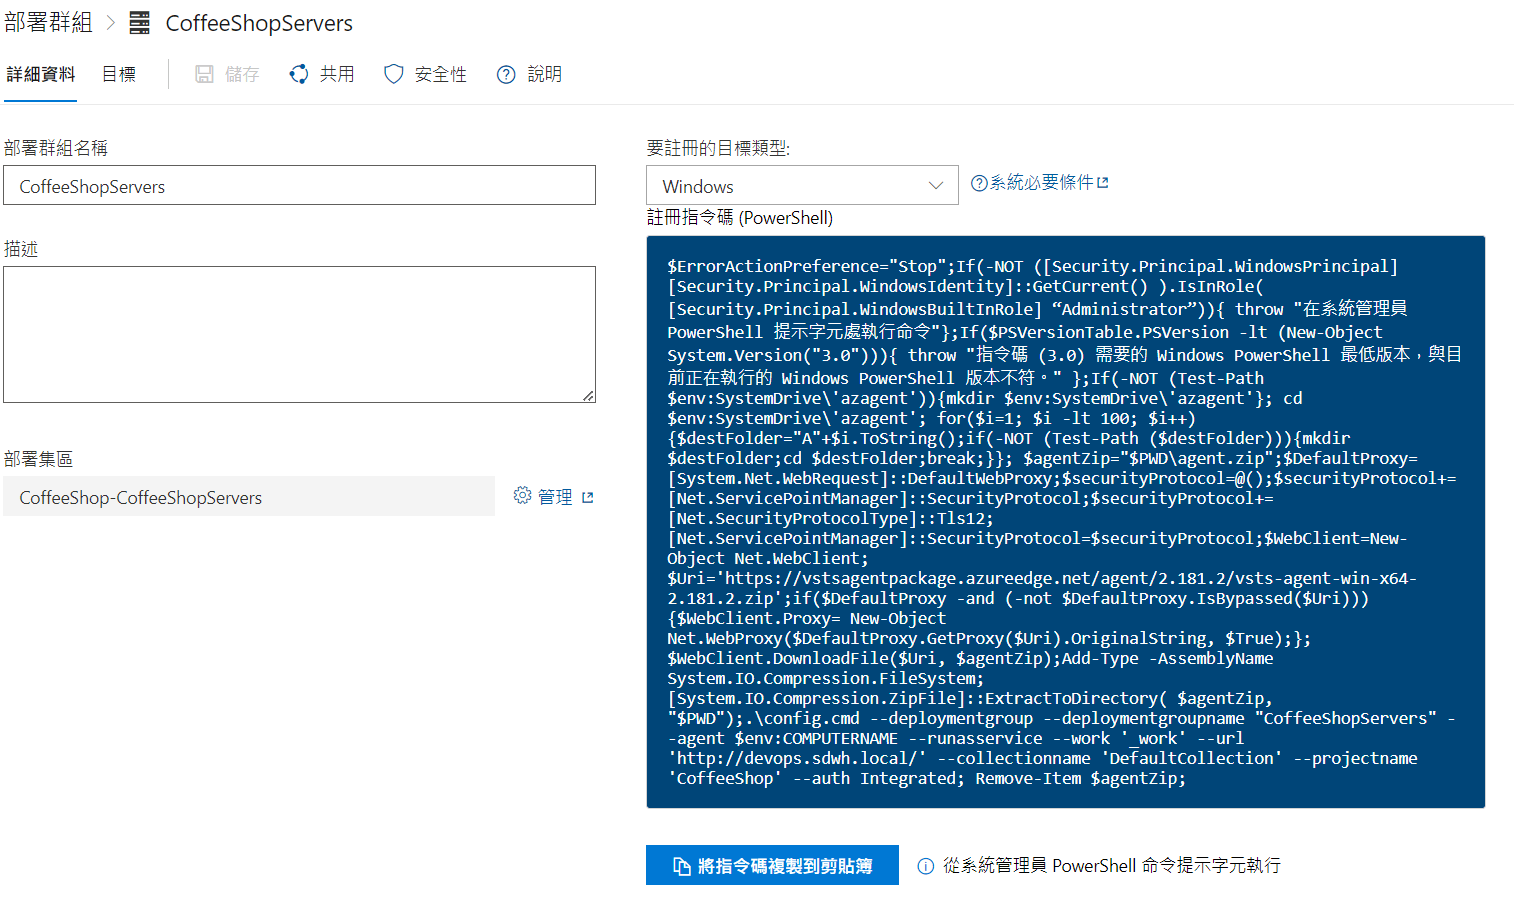 部署群組 > CoffeeShopServers
詳細資料 目標 儲存 共用 安全性 說明
部署群組名稱
CoffeeShopServers
描述
部署集區
CoffeeShop-CoffeeShopServers 管理
要註冊的目標類型:
Windows 系統必要條件
註冊指令碼 (PowerShell)
$ErrorActionPreference="Stop";If(-NOT ([Security.Principal.WindowsPrincipal]
[Security.Principal.WindowsIdentity]::GetCurrent() ).IsInRole(
[Security.Principal.WindowsBuiltInRole] “Administrator”)){ throw "在系統管理員
PowerShell 提示字元處執行命令"};If($PSVersionTable.PSVersion -lt (New-Object
System.Version("3.0"))){ throw "指令碼 (3.0) 需要的 Windows PowerShell 最低版本，與目
前正在執行的 Windows PowerShell 版本不符。" };If(-NOT (Test-Path
$env:SystemDrive\'azagent')){mkdir $env:SystemDrive\'azagent'}; cd
$env:SystemDrive\'azagent'; for($i=1; $i -lt 100; $i++)
{$destFolder="A"+$i.ToString();if(-NOT (Test-Path ($destFolder))){mkdir
$destFolder;cd $destFolder;break;}}; $agentZip="$PWD\agent.zip";$DefaultProxy=
[System.Net.WebRequest]::DefaultWebProxy;$securityProtocol=@();$securityProtocol+=
[Net.ServicePointManager]::SecurityProtocol;$securityProtocol+=
[Net.SecurityProtocolType]::Tls12;
[Net.ServicePointManager]::SecurityProtocol=$securityProtocol;$WebClient=New-
Object Net.WebClient;
$Uri='https://vstsagentpackage.azureedge.net/agent/2.181.2/vsts-agent-win-x64-
2.181.2.zip';if($DefaultProxy -and (-not $DefaultProxy.IsBypassed($Uri)))
{$WebClient.Proxy= New-Object
Net.WebProxy($DefaultProxy.GetProxy($Uri).OriginalString, $True);};
$WebClient.DownloadFile($Uri, $agentZip);Add-Type -AssemblyName
System.IO.Compression.FileSystem;
[System.IO.Compression.ZipFile]::ExtractToDirectory( $agentZip,
"$PWD");.\config.cmd --deploymentgroup --deploymentgroupname "CoffeeShopServers" -
-agent $env:COMPUTERNAME --runasservice --work '_work' --url
'http://devops.sdwh.local/' --collectionname 'DefaultCollection' --projectname
'CoffeeShop' --auth Integrated; Remove-Item $agentZip;
將指令碼複製到剪貼簿 從系統管理員 PowerShell 命令提示字元執行